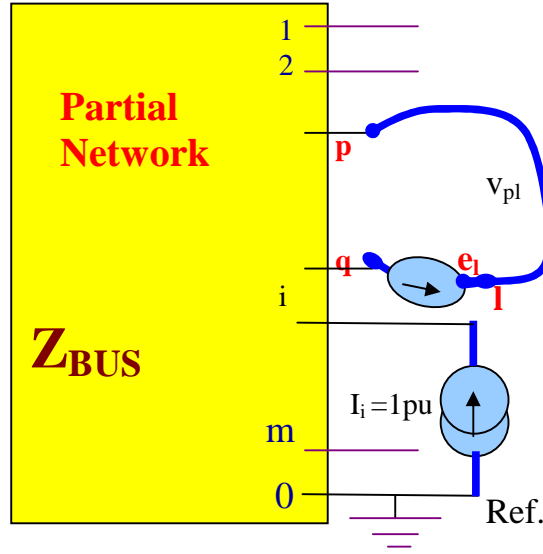 1
2
Partial
Network
p
v_pl
q
e_l
l
i
Z_BUS
I_i =1pu
m
0
Ref.